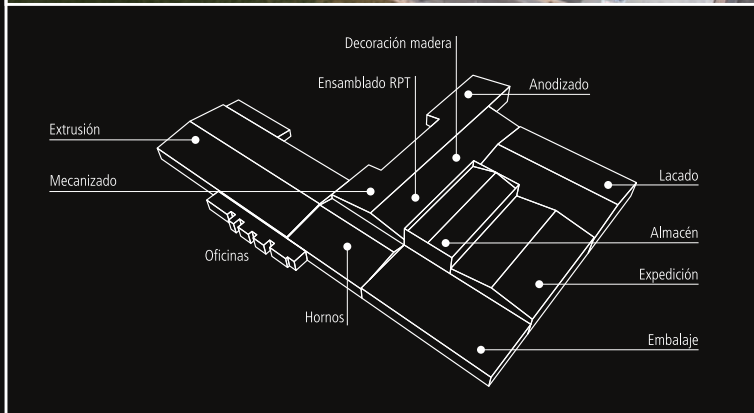 Decoración madera
Ensamblado RPT
Anodizado
Extrusión
Mecanizado
Lacado
Almacén
Oficinas
Expedición
Hornos
Embalaje